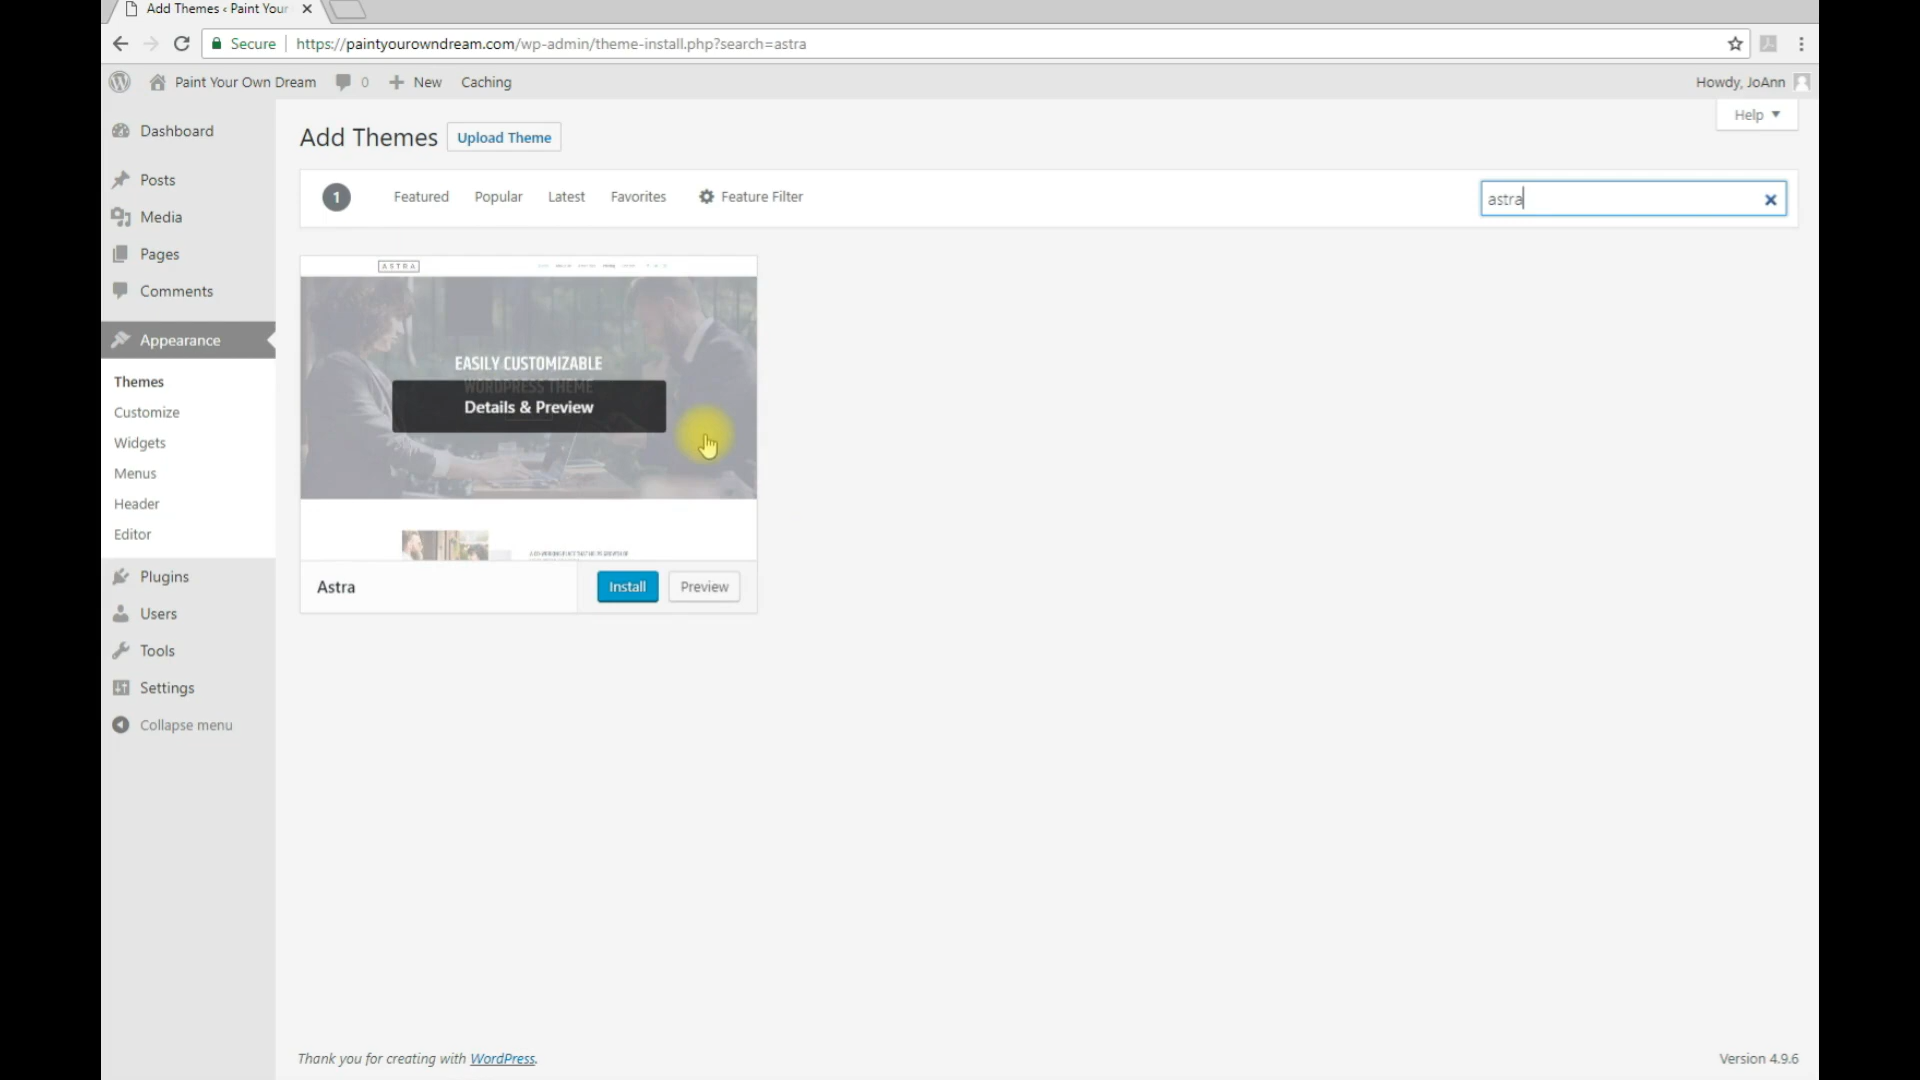 Add Themes ‹ Paint Your
Secure https://paintyourowndream.com/wp-admin/theme-install.php?search=astra
Paint Your Own Dream 0 New Caching Howdy, JoAnn
Help
Dashboard
Posts
Media
Pages
Comments
Appearance
Themes
Customize
Widgets
Menus
Header
Editor
Plugins
Users
Tools
Settings
Collapse menu
Add Themes Upload Theme
1 Featured Popular Latest Favorites Feature Filter astra
ASTRA
EASILY CUSTOMIZABLE
WORDPRESS THEME
Details & Preview
Astra Install Preview
Thank you for creating with WordPress. Version 4.9.6